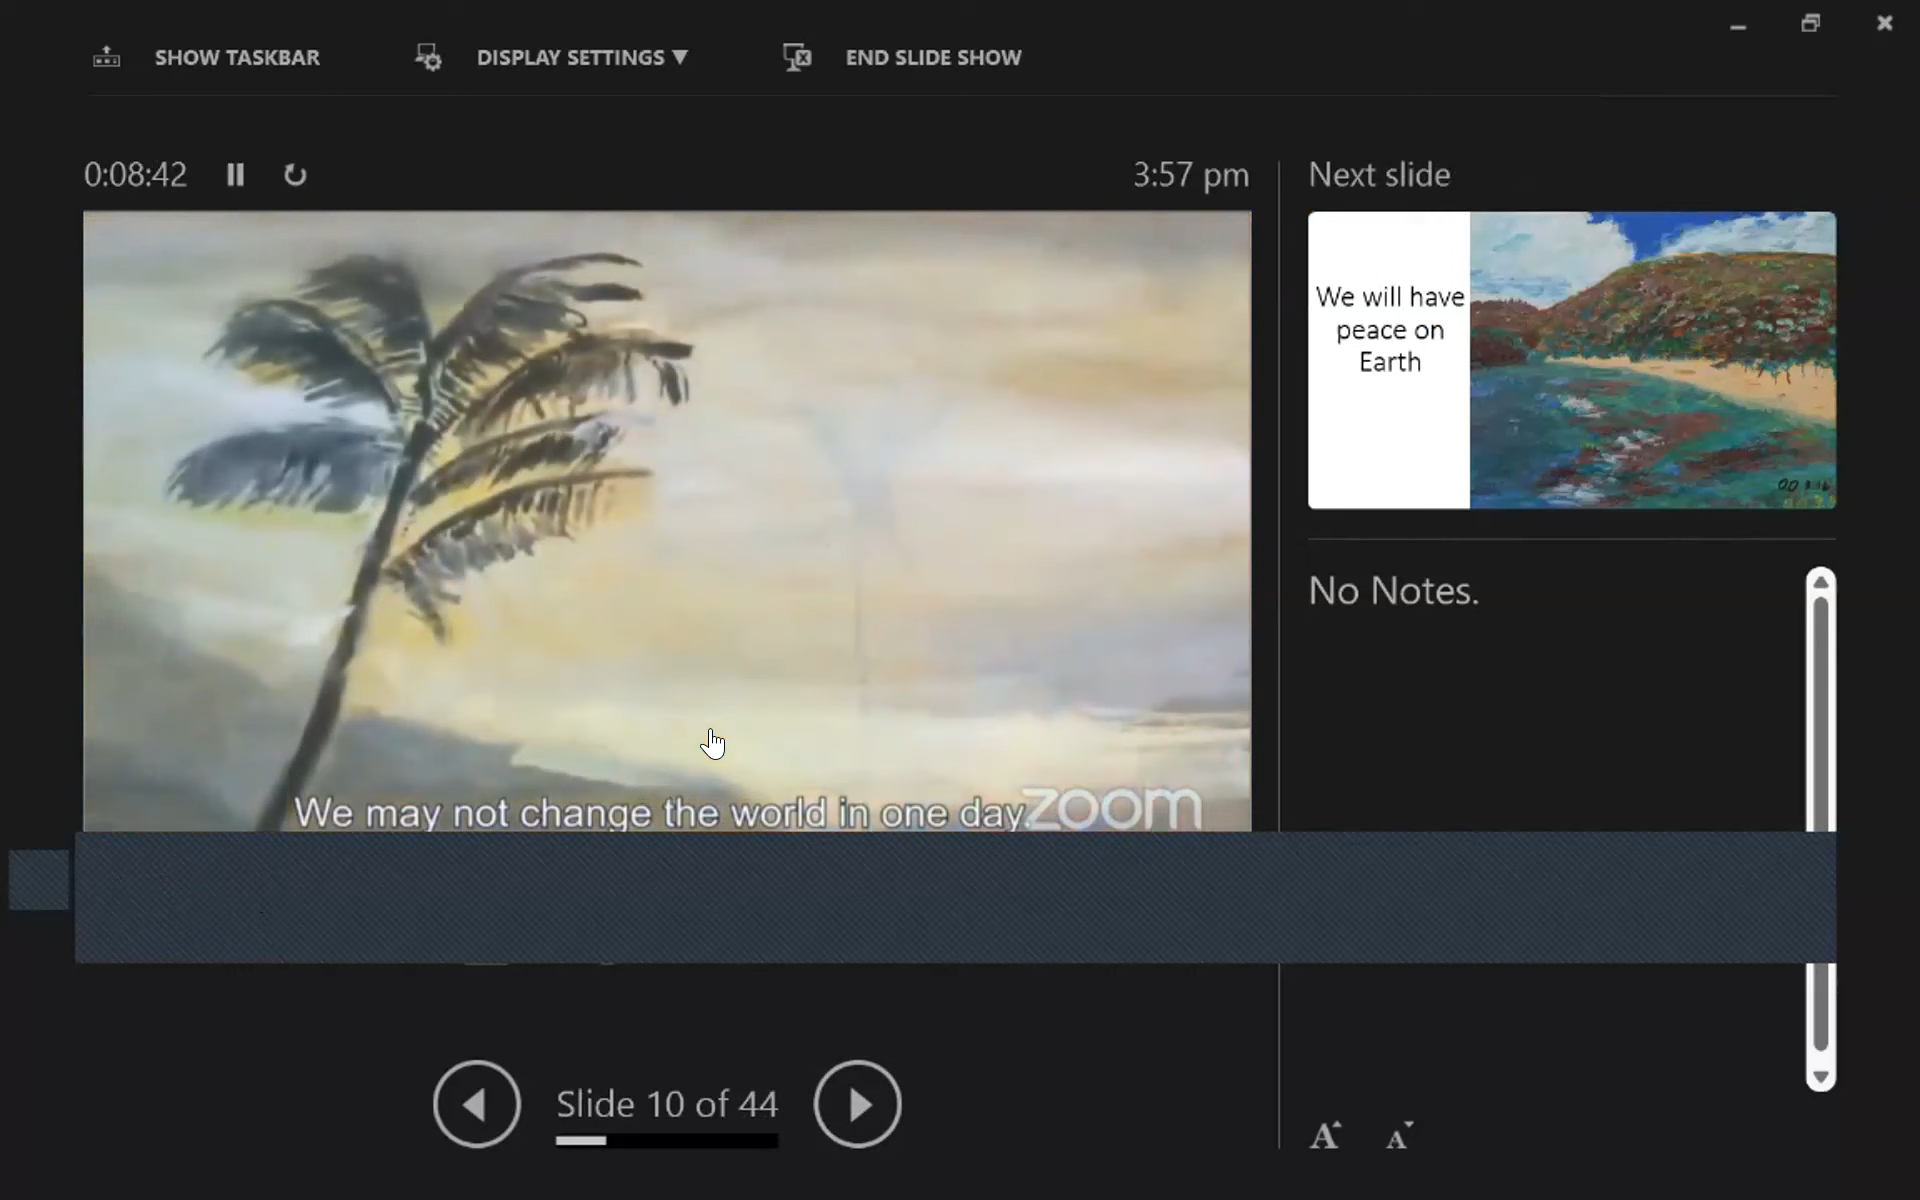 SHOW TASKBAR
DISPLAY SETTINGS ▼
END SLIDE SHOW
0:08:42
3:57 pm
Next slide
We will have
peace on
Earth
No Notes.
We may not change the world in one day.
zoom
Slide 10 of 44
A A